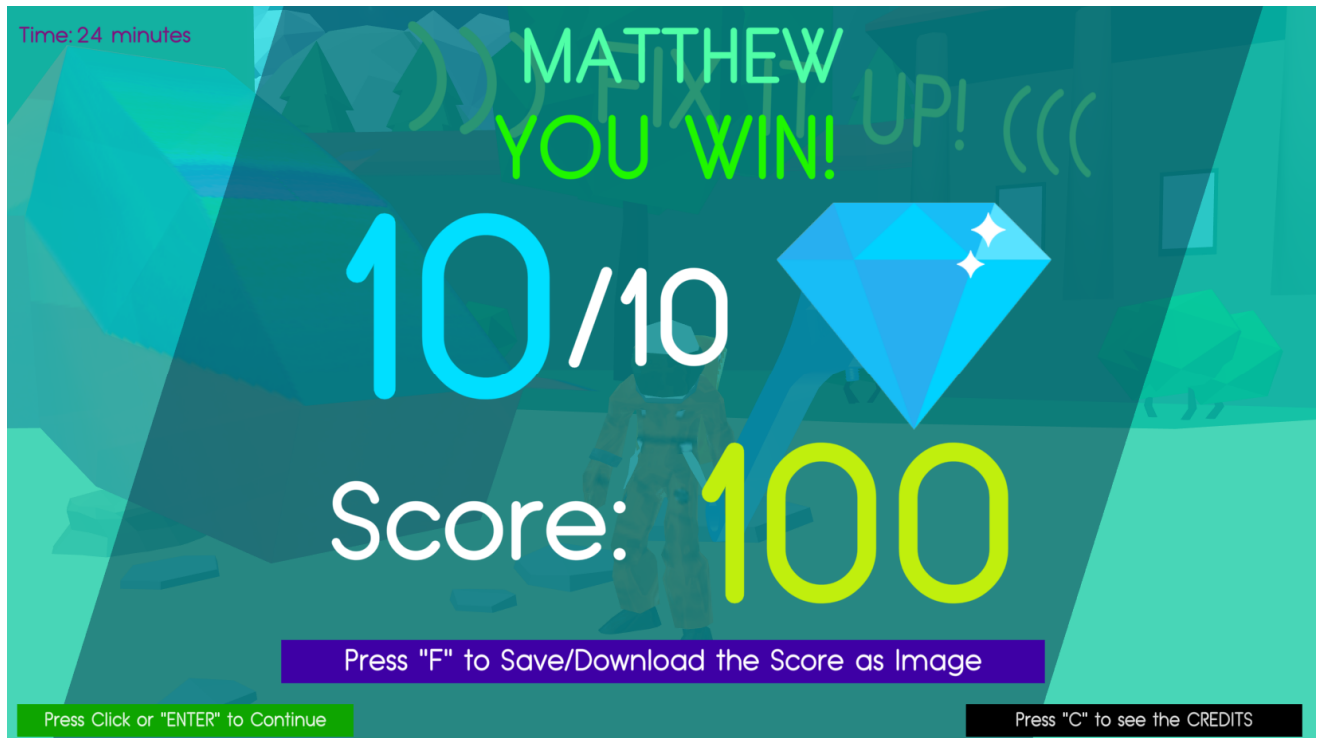 Time: 24 minutes
MATTHEW
))) FIX IT UP! (((
YOU WIN!
10/10
Score: 100
Press "F" to Save/Download the Score as Image
Press Click or "ENTER" to Continue
Press "C" to see the CREDITS